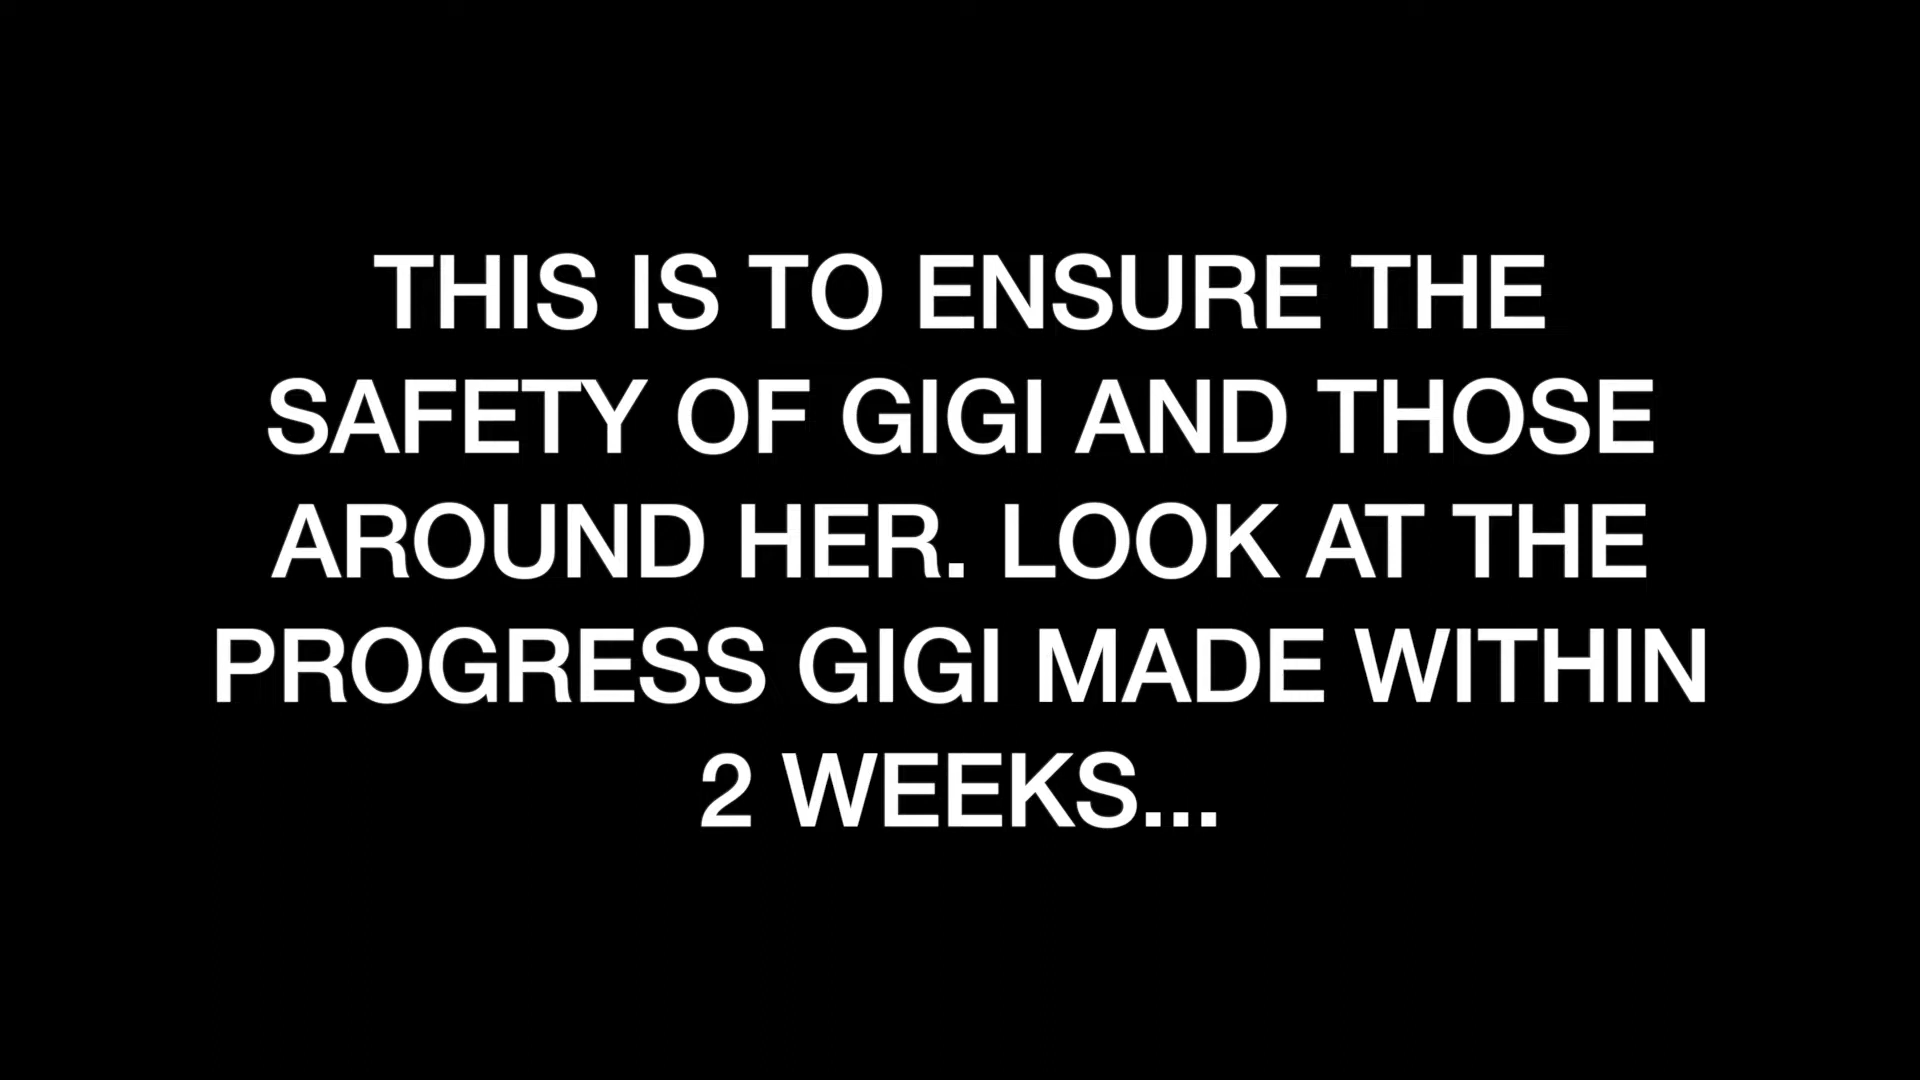 THIS IS TO ENSURE THE
SAFETY OF GIGI AND THOSE
AROUND HER. LOOK AT THE
PROGRESS GIGI MADE WITHIN
2 WEEKS...